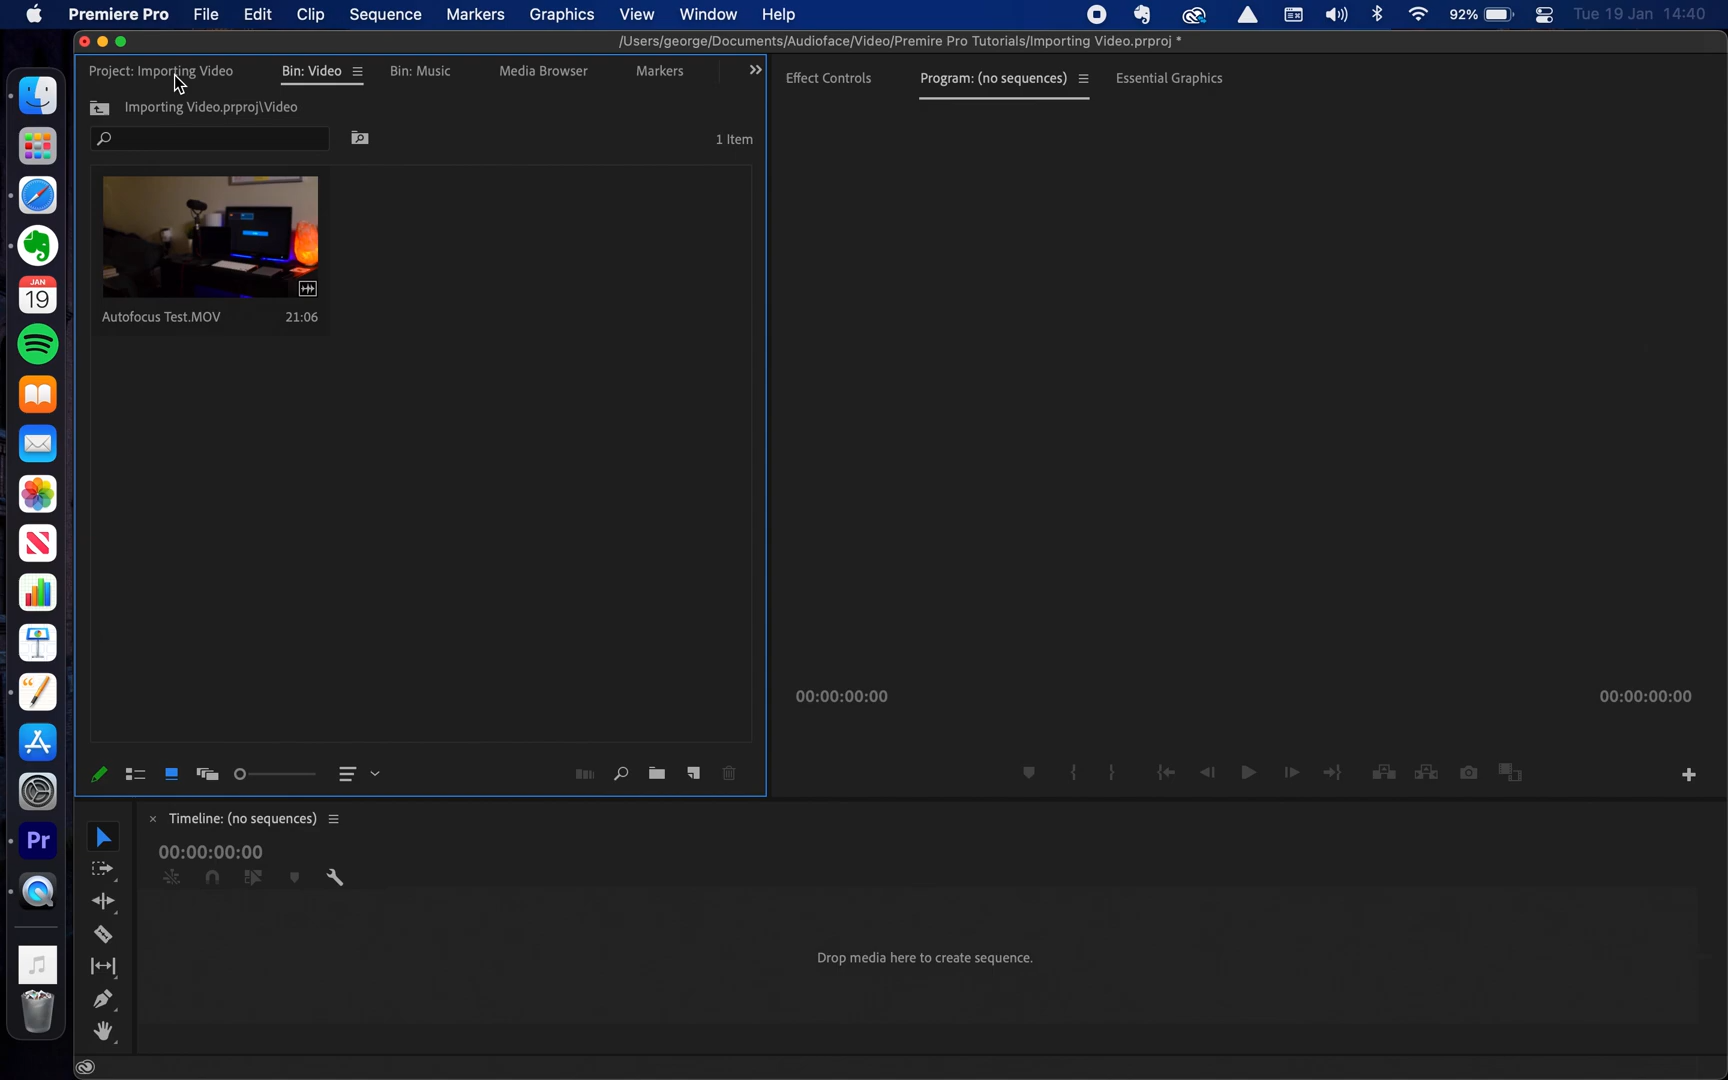 Premiere Pro File Edit Clip Sequence Markers Graphics View Window Help 92% Tue 19 Jan 14:40
/Users/george/Documents/Audioface/Video/Premire Pro Tutorials/Importing Video.prproj *
Project: Importing Video Bin: Video Bin: Music Media Browser Markers
Effect Controls Program: (no sequences) Essential Graphics
Importing Video.prproj\Video
1 Item
Autofocus Test.MOV 21:06
JAN
19
00:00:00:00 00:00:00:00
Timeline: (no sequences)
00:00:00:00
Pr
Drop media here to create sequence.